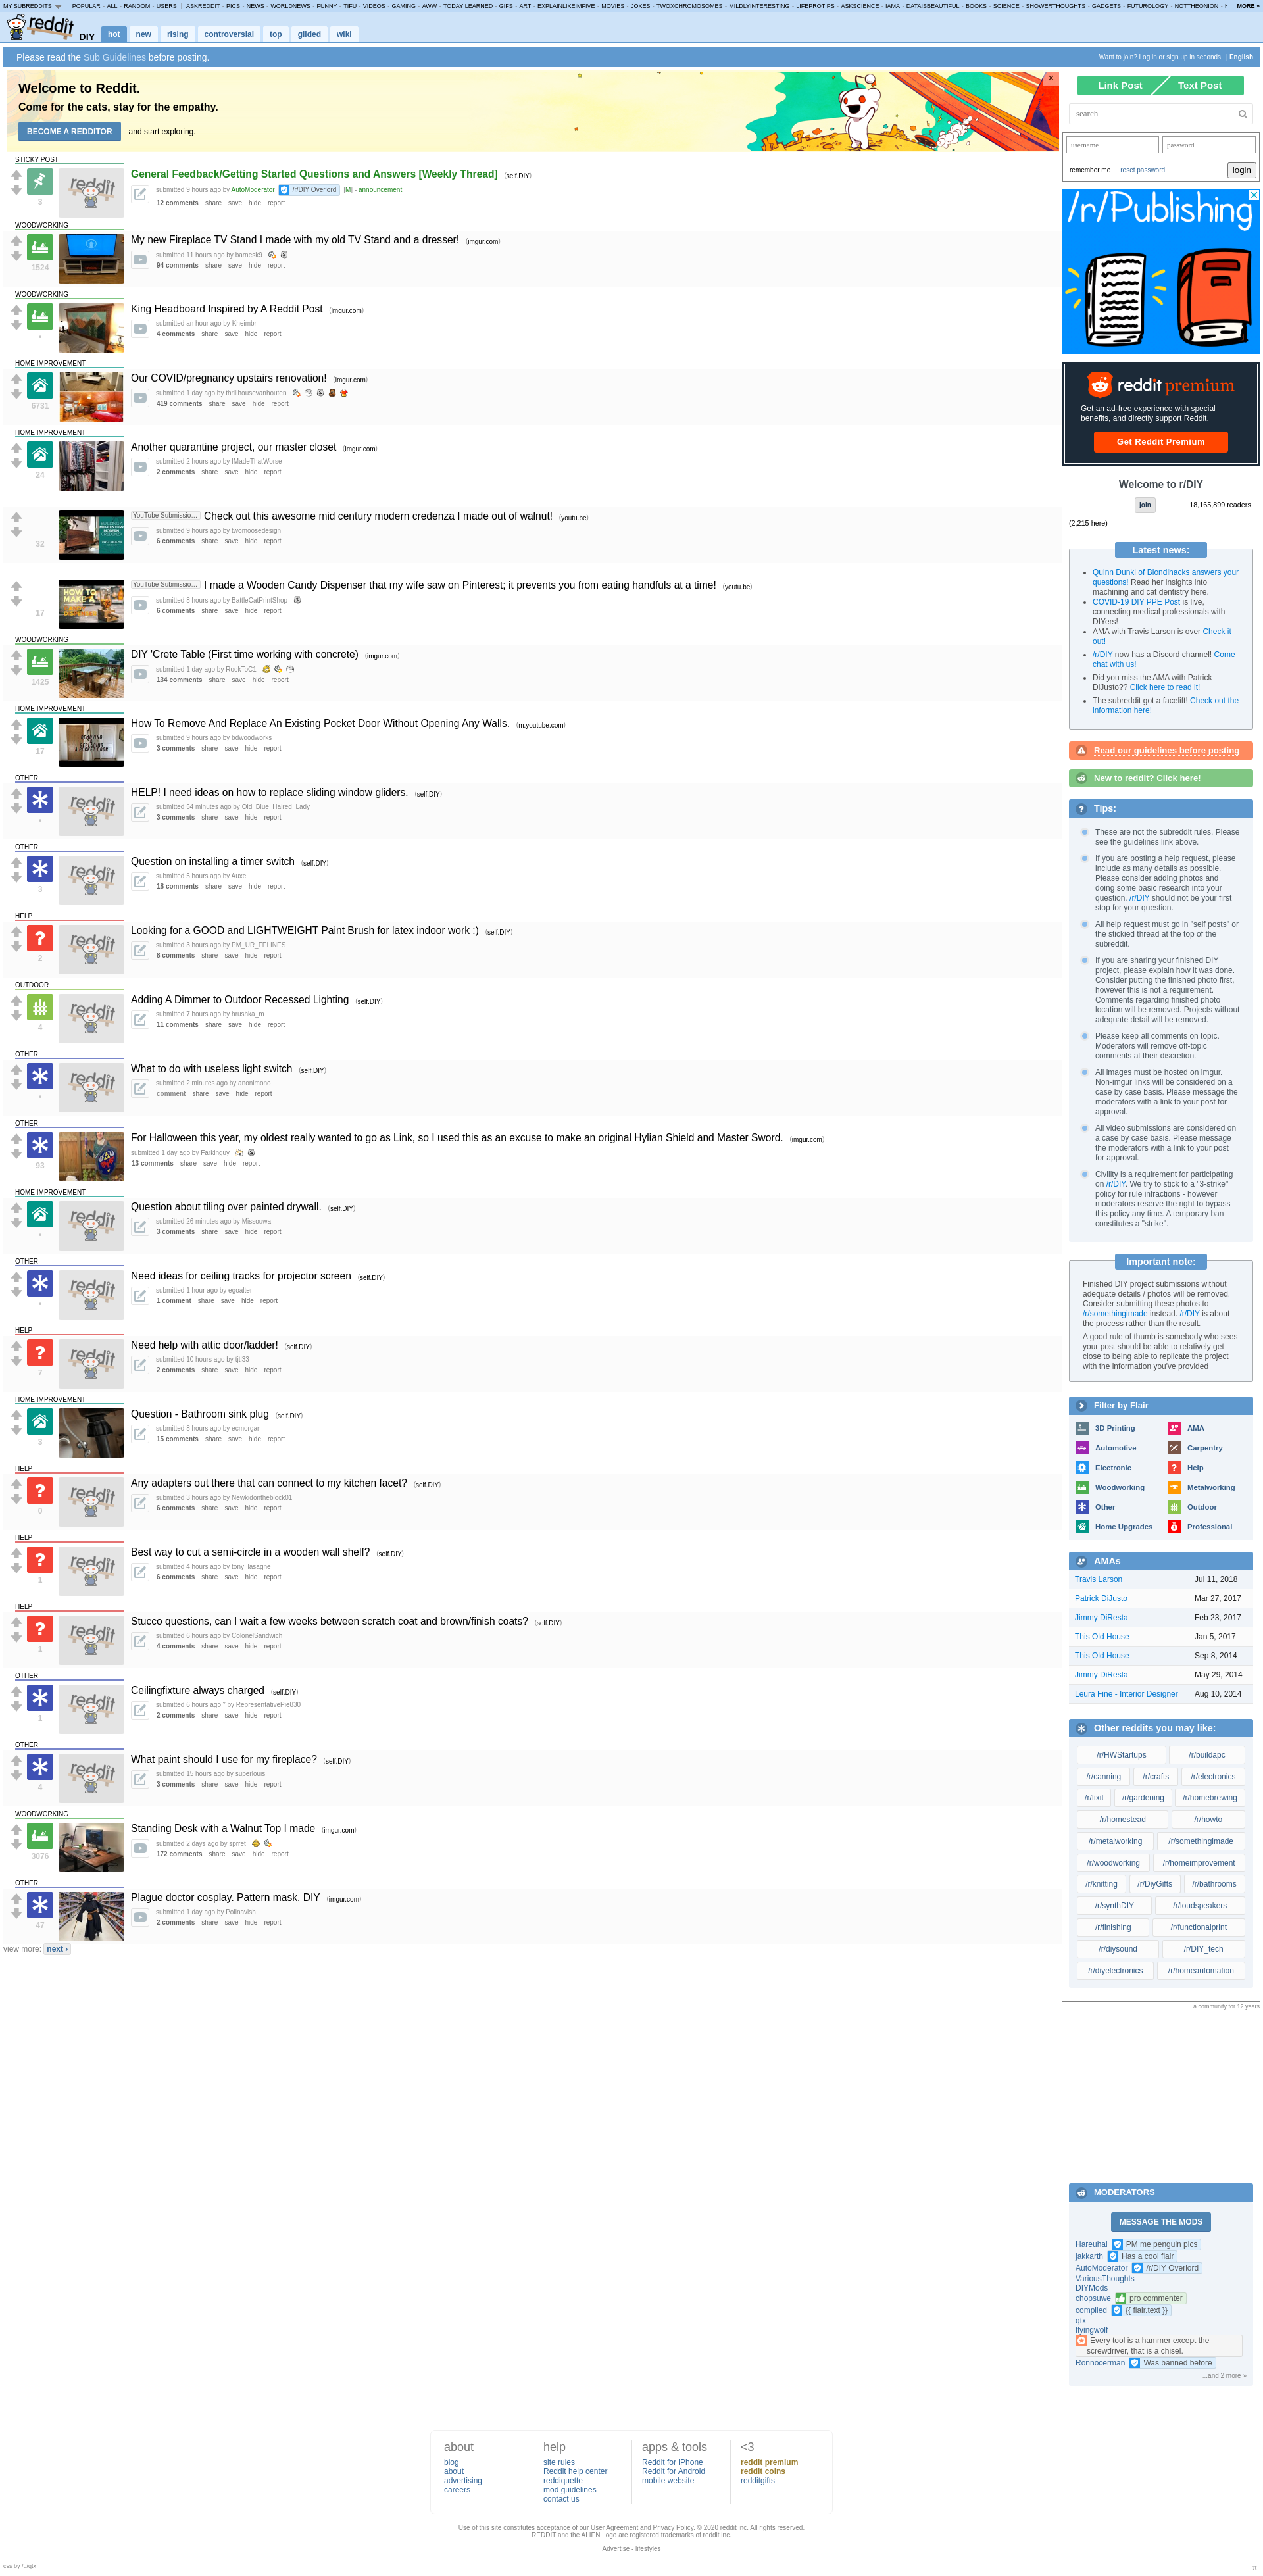 MY SUBREDDITS POPULAR - ALL - RANDOM - USERS | ASKREDDIT - PICS - NEWS - WORLDNEWS - FUNNY - TIFU - VIDEOS - GAMING - AWW - TODAYILEARNED - GIFS - ART - EXPLAINLIKEIMFIVE - MOVIES - JOKES - TWOXCHROMOSOMES - MILDLYINTERESTING - LIFEPROTIPS - ASKSCIENCE - IAMA - DATAISBEAUTIFUL - BOOKS - SCIENCE - SHOWERTHOUGHTS - GADGETS - FUTUROLOGY - NOTTHEONION - MORE »
reddit DIY hot new rising controversial top gilded wiki
Please read the Sub Guidelines before posting.
Want to join? Log in or sign up in seconds. | English
Welcome to Reddit.
Come for the cats, stay for the empathy.
BECOME A REDDITOR and start exploring.
STICKY POST
General Feedback/Getting Started Questions and Answers [Weekly Thread] (self.DIY)
submitted 9 hours ago by AutoModerator /r/DIY Overlord [M] - announcement
3
12 comments share save hide report
WOODWORKING
My new Fireplace TV Stand I made with my old TV Stand and a dresser! (imgur.com)
submitted 11 hours ago by barnesk9
1524
94 comments share save hide report
WOODWORKING
King Headboard Inspired by A Reddit Post (imgur.com)
submitted an hour ago by Kheimbr
•
4 comments share save hide report
HOME IMPROVEMENT
Our COVID/pregnancy upstairs renovation! (imgur.com)
submitted 1 day ago by thrillhousevanhouten
6731
419 comments share save hide report
HOME IMPROVEMENT
Another quarantine project, our master closet (imgur.com)
submitted 2 hours ago by IMadeThatWorse
24
2 comments share save hide report
YouTube Submissio… Check out this awesome mid century modern credenza I made out of walnut! (youtu.be)
submitted 9 hours ago by twomoosedesign
32
6 comments share save hide report
YouTube Submissio… I made a Wooden Candy Dispenser that my wife saw on Pinterest; it prevents you from eating handfuls at a time! (youtu.be)
submitted 8 hours ago by BattleCatPrintShop
17
6 comments share save hide report
WOODWORKING
DIY 'Crete Table (First time working with concrete) (imgur.com)
submitted 1 day ago by RookToC1
1425
134 comments share save hide report
HOME IMPROVEMENT
How To Remove And Replace An Existing Pocket Door Without Opening Any Walls. (m.youtube.com)
submitted 9 hours ago by bdwoodworks
17
3 comments share save hide report
OTHER
HELP! I need ideas on how to replace sliding window gliders. (self.DIY)
submitted 54 minutes ago by Old_Blue_Haired_Lady
•
3 comments share save hide report
OTHER
Question on installing a timer switch (self.DIY)
submitted 5 hours ago by Auxe
3
18 comments share save hide report
HELP
Looking for a GOOD and LIGHTWEIGHT Paint Brush for latex indoor work :) (self.DIY)
submitted 3 hours ago by PM_UR_FELINES
2
8 comments share save hide report
OUTDOOR
Adding A Dimmer to Outdoor Recessed Lighting (self.DIY)
submitted 7 hours ago by hrushka_m
4
11 comments share save hide report
OTHER
What to do with useless light switch (self.DIY)
submitted 2 minutes ago by anonimono
•
comment share save hide report
OTHER
For Halloween this year, my oldest really wanted to go as Link, so I used this as an excuse to make an original Hylian Shield and Master Sword. (imgur.com)
submitted 1 day ago by Farkinguy
93
13 comments share save hide report
HOME IMPROVEMENT
Question about tiling over painted drywall. (self.DIY)
submitted 26 minutes ago by Missouwa
•
3 comments share save hide report
OTHER
Need ideas for ceiling tracks for projector screen (self.DIY)
submitted 1 hour ago by egoalter
•
1 comment share save hide report
HELP
Need help with attic door/ladder! (self.DIY)
submitted 10 hours ago by tjtl33
7
2 comments share save hide report
HOME IMPROVEMENT
Question - Bathroom sink plug (self.DIY)
submitted 8 hours ago by ecmorgan
3
15 comments share save hide report
HELP
Any adapters out there that can connect to my kitchen facet? (self.DIY)
submitted 3 hours ago by Newkidontheblock01
0
6 comments share save hide report
HELP
Best way to cut a semi-circle in a wooden wall shelf? (self.DIY)
submitted 4 hours ago by tony_lasagne
1
6 comments share save hide report
HELP
Stucco questions, can I wait a few weeks between scratch coat and brown/finish coats? (self.DIY)
submitted 6 hours ago by ColonelSandwich
1
4 comments share save hide report
OTHER
Ceilingfixture always charged (self.DIY)
submitted 6 hours ago * by RepresentativePie830
1
2 comments share save hide report
OTHER
What paint should I use for my fireplace? (self.DIY)
submitted 15 hours ago by superlouis
4
3 comments share save hide report
WOODWORKING
Standing Desk with a Walnut Top I made (imgur.com)
submitted 2 days ago by sprret
3076
172 comments share save hide report
OTHER
Plague doctor cosplay. Pattern mask. DIY (imgur.com)
submitted 1 day ago by Polinavish
47
2 comments share save hide report
view more: next ›
Link Post Text Post
search
username password
remember me reset password login
/r/Publishing
reddit premium
Get an ad-free experience with special
benefits, and directly support Reddit.
Get Reddit Premium
Welcome to r/DIY
join 18,165,899 readers
(2,215 here)
Latest news:
Quinn Dunki of Blondihacks answers your
questions! Read her insights into
machining and cat dentistry here.
COVID-19 DIY PPE Post is live,
connecting medical professionals with
DIYers!
AMA with Travis Larson is over Check it
out!
/r/DIY now has a Discord channel! Come
chat with us!
Did you miss the AMA with Patrick
DiJusto?? Click here to read it!
The subreddit got a facelift! Check out the
information here!
Read our guidelines before posting
New to reddit? Click here!
Tips:
These are not the subreddit rules. Please
see the guidelines link above.
If you are posting a help request, please
include as many details as possible.
Please consider adding photos and
doing some basic research into your
question. /r/DIY should not be your first
stop for your question.
All help request must go in "self posts" or
the stickied thread at the top of the
subreddit.
If you are sharing your finished DIY
project, please explain how it was done.
Consider putting the finished photo first,
however this is not a requirement.
Comments regarding finished photo
location will be removed. Projects without
adequate detail will be removed.
Please keep all comments on topic.
Moderators will remove off-topic
comments at their discretion.
All images must be hosted on imgur.
Non-imgur links will be considered on a
case by case basis. Please message the
moderators with a link to your post for
approval.
All video submissions are considered on
a case by case basis. Please message
the moderators with a link to your post
for approval.
Civility is a requirement for participating
on /r/DIY. We try to stick to a "3-strike"
policy for rule infractions - however
moderators reserve the right to bypass
this policy any time. A temporary ban
constitutes a "strike".
Important note:
Finished DIY project submissions without
adequate details / photos will be removed.
Consider submitting these photos to
/r/somethingimade instead. /r/DIY is about
the process rather than the result.
A good rule of thumb is somebody who sees
your post should be able to relatively get
close to being able to replicate the project
with the information you've provided
Filter by Flair
3D Printing AMA
Automotive Carpentry
Electronic Help
Woodworking Metalworking
Other Outdoor
Home Upgrades Professional
AMAs
Travis Larson Jul 11, 2018
Patrick DiJusto Mar 27, 2017
Jimmy DiResta Feb 23, 2017
This Old House Jan 5, 2017
This Old House Sep 8, 2014
Jimmy DiResta May 29, 2014
Leura Fine - Interior Designer Aug 10, 2014
Other reddits you may like:
/r/HWStartups /r/buildapc
/r/canning /r/crafts /r/electronics
/r/fixit /r/gardening /r/homebrewing
/r/homestead /r/howto
/r/metalworking /r/somethingimade
/r/woodworking /r/homeimprovement
/r/knitting /r/DiyGifts /r/bathrooms
/r/synthDIY /r/loudspeakers
/r/finishing /r/functionalprint
/r/diysound /r/DIY_tech
/r/diyelectronics /r/homeautomation
a community for 12 years
MODERATORS
MESSAGE THE MODS
Hareuhal PM me penguin pics
jakkarth Has a cool flair
AutoModerator /r/DIY Overlord
VariousThoughts
DIYMods
chopsuwe pro commenter
compiled {{ flair.text }}
qtx
flyingwolf
Every tool is a hammer except the
screwdriver, that is a chisel.
Ronnocerman Was banned before
...and 2 more »
about help apps & tools <3
blog site rules Reddit for iPhone reddit premium
about Reddit help center Reddit for Android reddit coins
advertising reddiquette mobile website redditgifts
careers mod guidelines
contact us
Use of this site constitutes acceptance of our User Agreement and Privacy Policy. © 2020 reddit inc. All rights reserved.
REDDIT and the ALIEN Logo are registered trademarks of reddit inc.
Advertise - lifestyles
css by /u/qtx
π